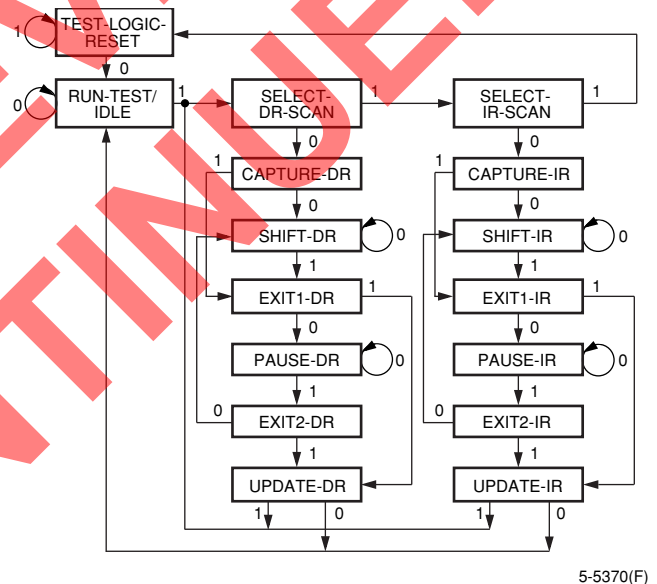 TEST-LOGIC-
RESET
1
0
RUN-TEST/
IDLE
0
1
SELECT-
DR-SCAN
1
SELECT-
IR-SCAN
1
0
0
1
CAPTURE-DR
1
CAPTURE-IR
0
0
SHIFT-DR
0
SHIFT-IR
0
1
1
EXIT1-DR
1
EXIT1-IR
1
0
0
PAUSE-DR
0
PAUSE-IR
0
1
1
0
EXIT2-DR
0
EXIT2-IR
1
1
UPDATE-DR
UPDATE-IR
1
0
1
0
5-5370(F)